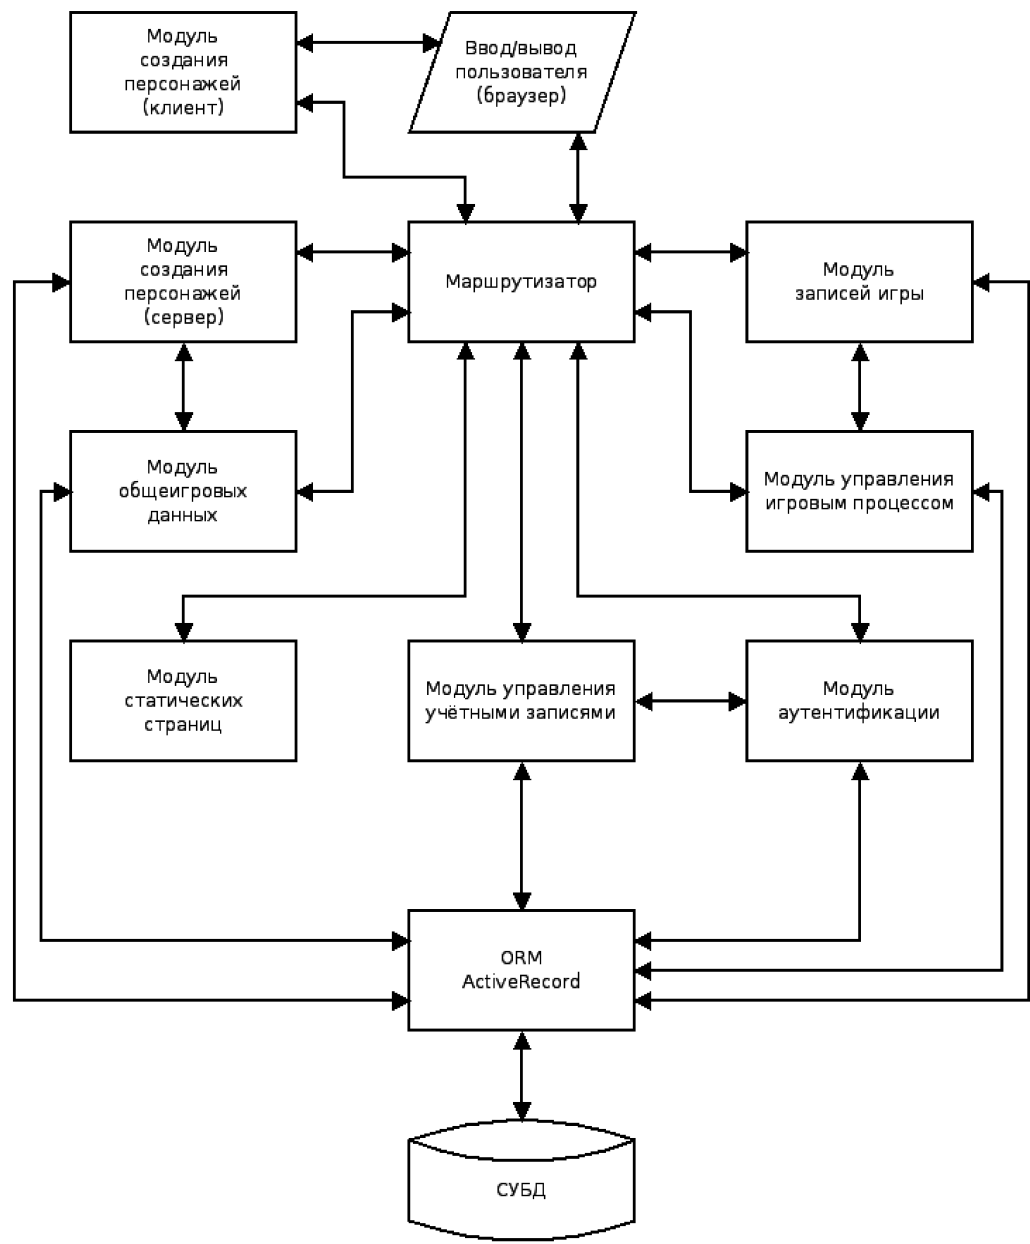 Модуль
создания
персонажей
(клиент)
Ввод/вывод
пользователя
(браузер)
Модуль
создания
персонажей
(сервер)
Маршрутизатор
Модуль
записей игры
Модуль
общеигровых
данных
Модуль управления
игровым процессом
Модуль
статических
страниц
Модуль управления
учётными записями
Модуль
аутентификации
ORM
ActiveRecord
СУБД